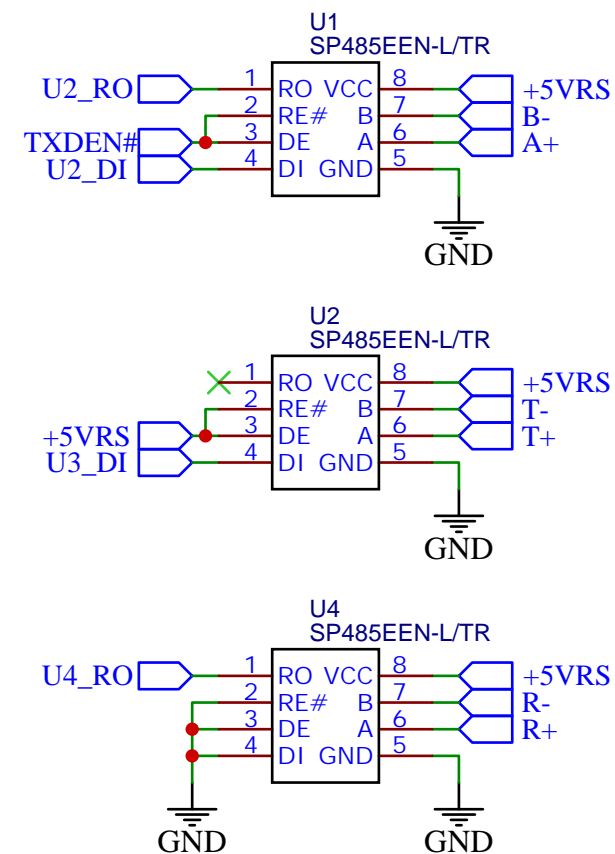 U1
SP485EEN-L/TR
U2_RO 1 RO VCC 8 +5VRS
2 RE# B 7 B-
TXDEN# 3 DE A 6 A+
U2_DI 4 DI GND 5
GND
U2
SP485EEN-L/TR
1 RO VCC 8 +5VRS
2 RE# B 7 T-
+5VRS 3 DE A 6 T+
U3_DI 4 DI GND 5
GND
U4
SP485EEN-L/TR
U4_RO 1 RO VCC 8 +5VRS
2 RE# B 7 R-
3 DE A 6 R+
4 DI GND 5
GND GND